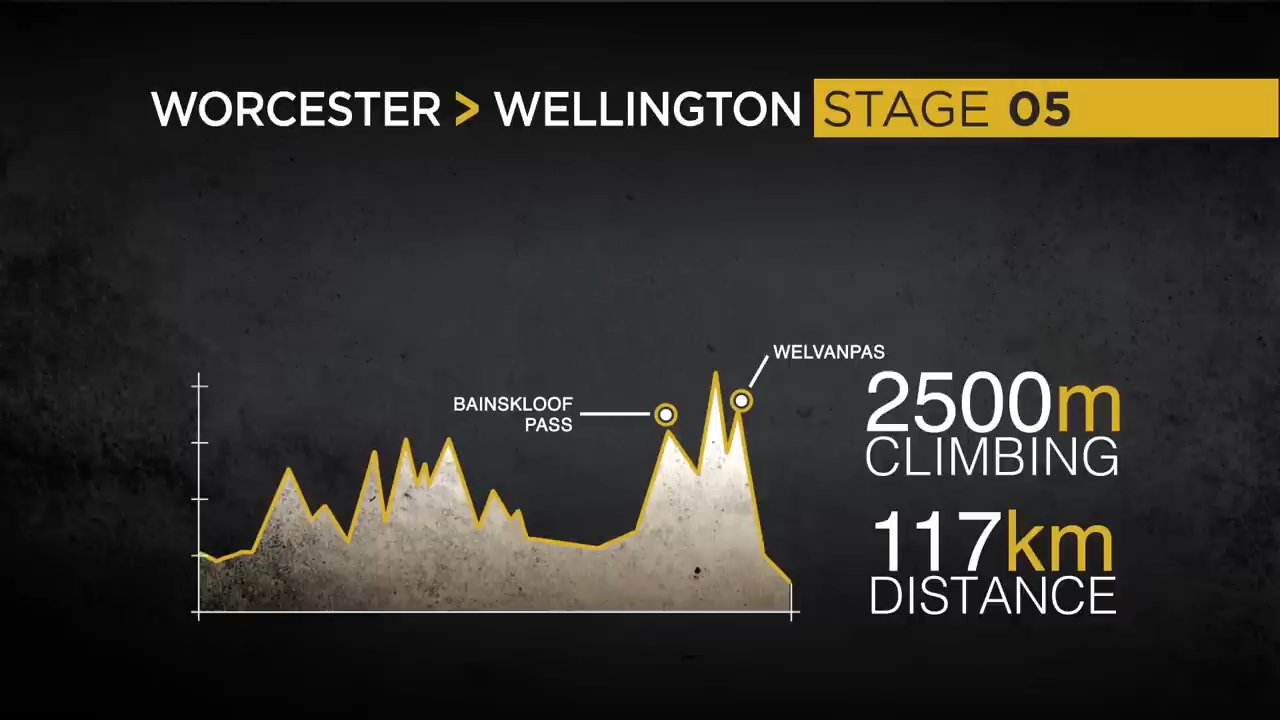 WORCESTER > WELLINGTON STAGE 05
WELVANPAS
BAINSKLOOF
PASS
2500m
CLIMBING
117km
DISTANCE